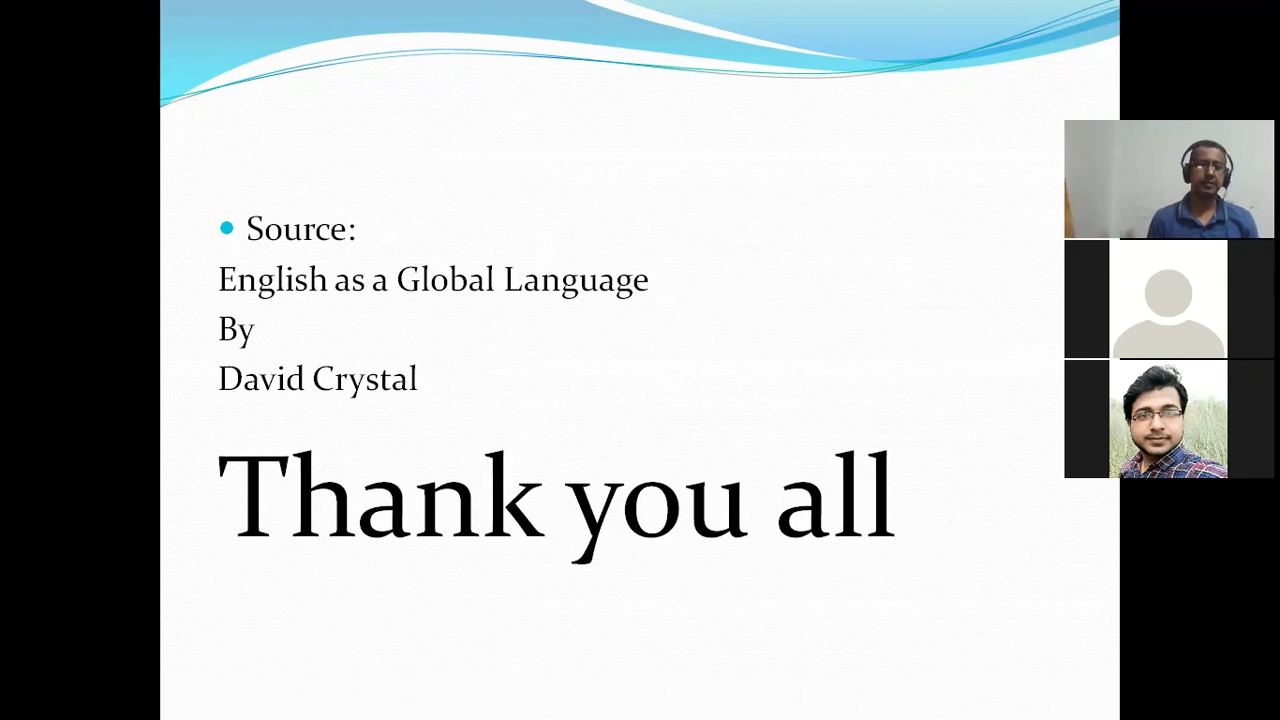 Source:
English as a Global Language
By
David Crystal
Thank you all